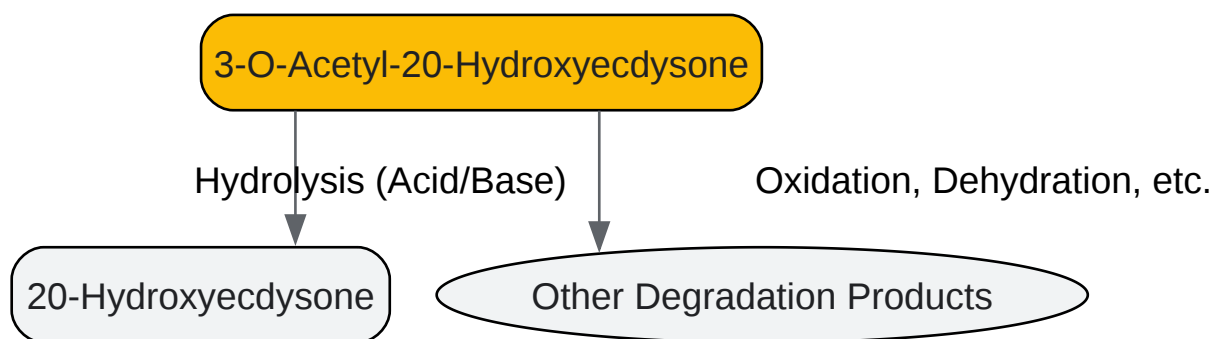 3-O-Acetyl-20-Hydroxyecdysone
Hydrolysis (Acid/Base)
Oxidation, Dehydration, etc.
20-Hydroxyecdysone
Other Degradation Products